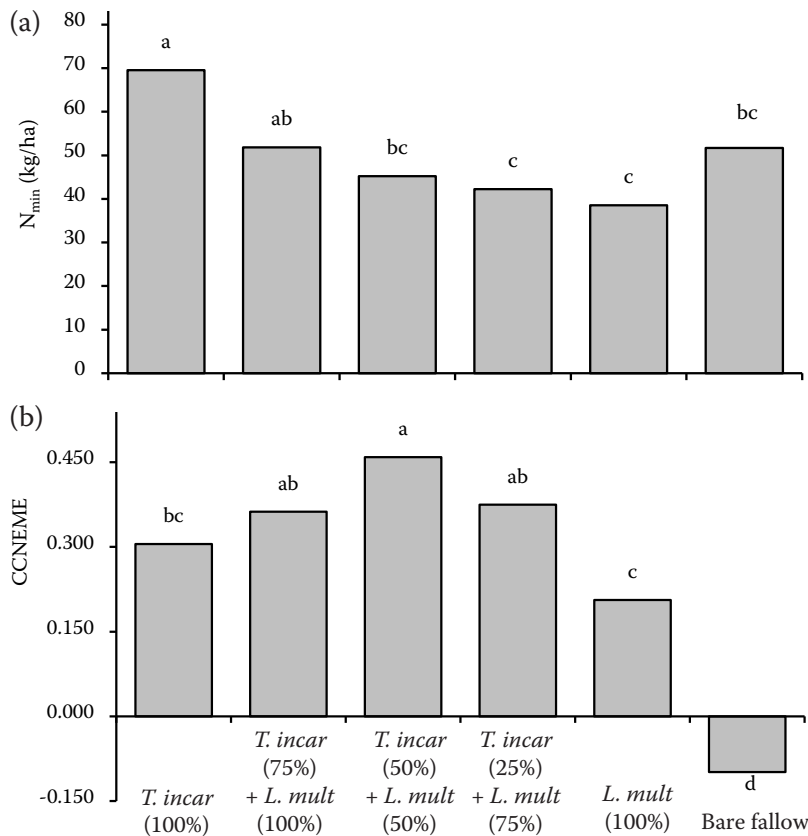 (a)
N_min (kg/ha)
80
70
60
50
40
30
20
10
0
a
ab
bc
c
c
bc
(b)
CCNEME
0.450
0.300
0.150
0.000
-0.150
bc
ab
a
ab
c
d
T. incar
(100%)
T. incar
(75%)
+ L. mult
(100%)
T. incar
(50%)
+ L. mult
(50%)
T. incar
(25%)
+ L. mult
(75%)
L. mult
(100%)
Bare fallow